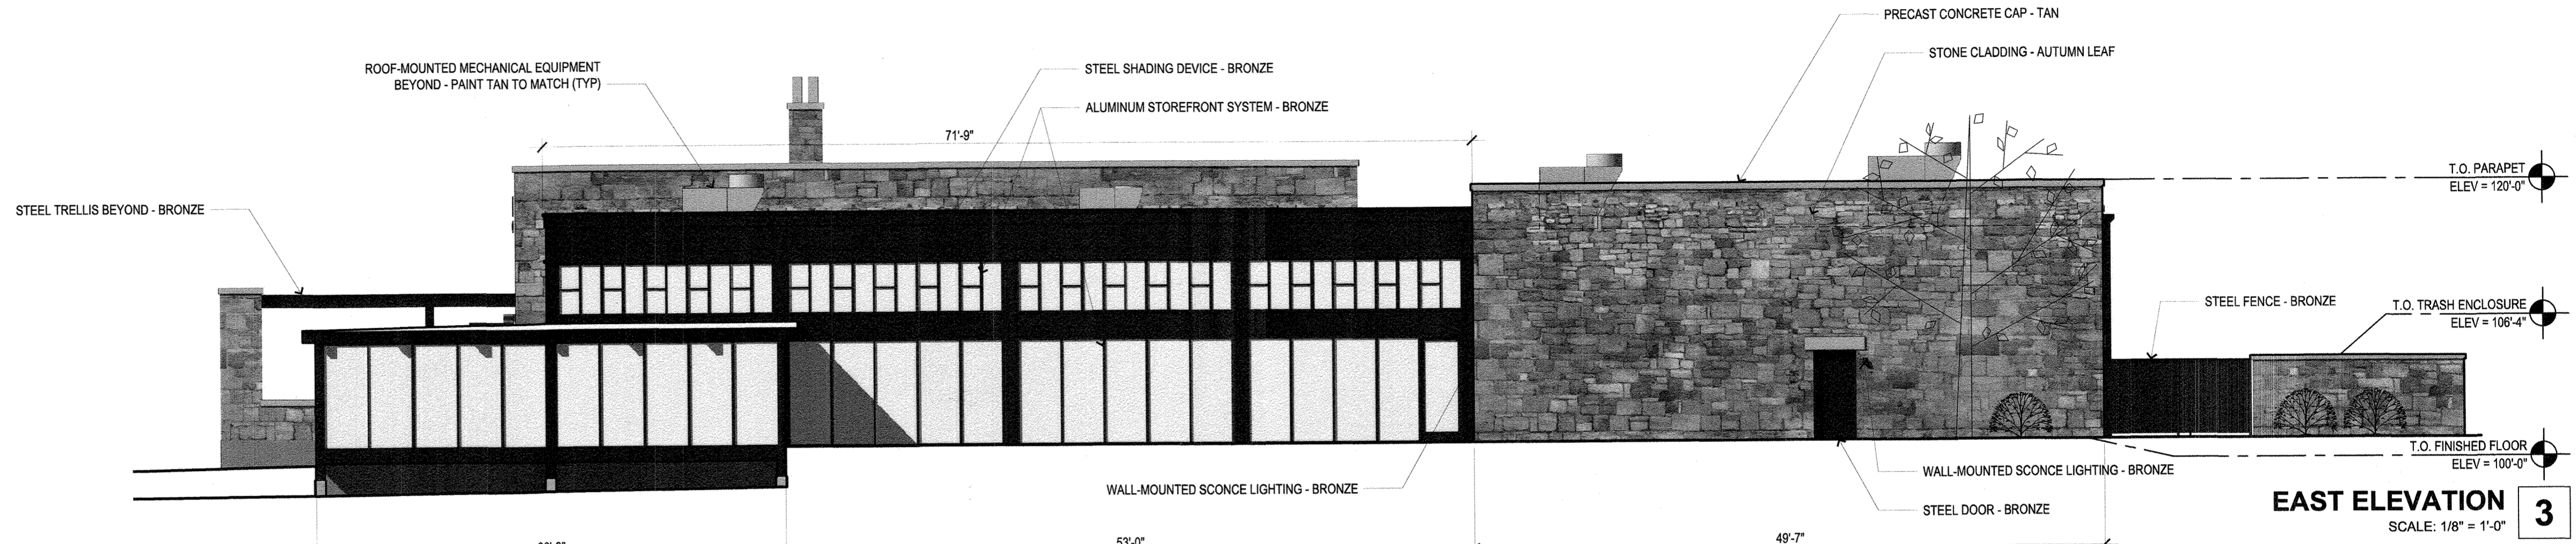 PRECAST CONCRETE CAP - TAN
STONE CLADDING - AUTUMN LEAF
ROOF-MOUNTED MECHANICAL EQUIPMENT
BEYOND - PAINT TAN TO MATCH (TYP)
STEEL SHADING DEVICE - BRONZE
ALUMINUM STOREFRONT SYSTEM - BRONZE
71'-9"
T.O. PARAPET
ELEV = 120'-0"
STEEL TRELLIS BEYOND - BRONZE
STEEL FENCE - BRONZE
T.O. TRASH ENCLOSURE
ELEV = 106'-4"
T.O. FINISHED FLOOR
ELEV = 100'-0"
WALL-MOUNTED SCONCE LIGHTING - BRONZE
WALL-MOUNTED SCONCE LIGHTING - BRONZE
STEEL DOOR - BRONZE
EAST ELEVATION 3
SCALE: 1/8" = 1'-0"
53'-0"
49'-7"